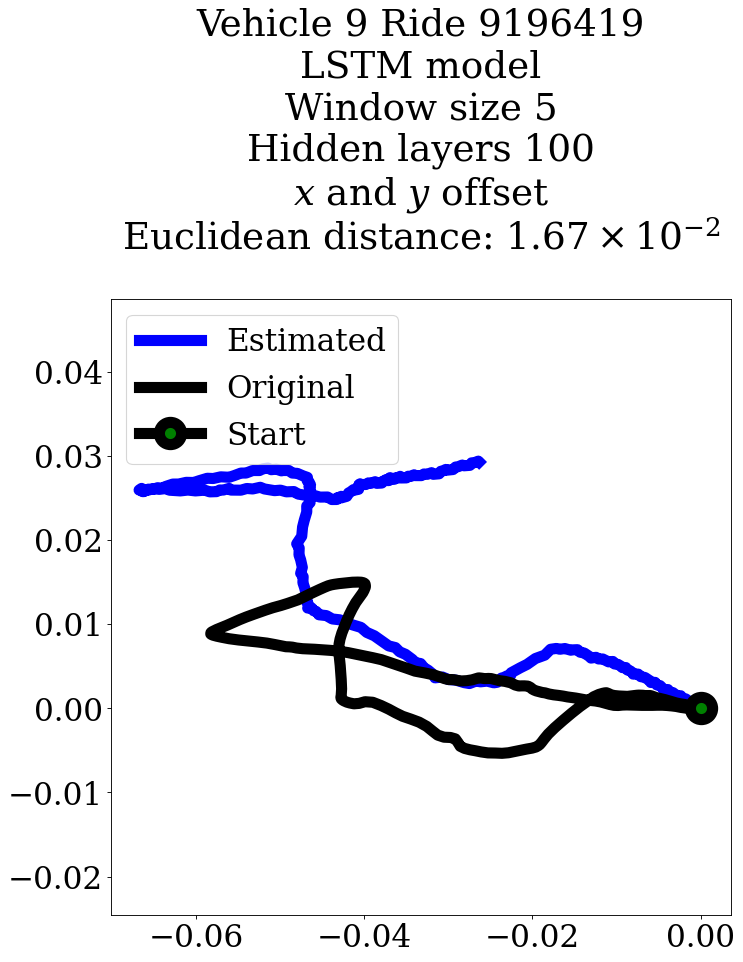 Vehicle 9 Ride 9196419
LSTM model
Window size 5
Hidden layers 100
x and y offset
Euclidean distance: 1.67 × 10⁻²
Estimated
Original
Start
0.04
0.03
0.02
0.01
0.00
−0.01
−0.02
−0.06 −0.04 −0.02 0.00